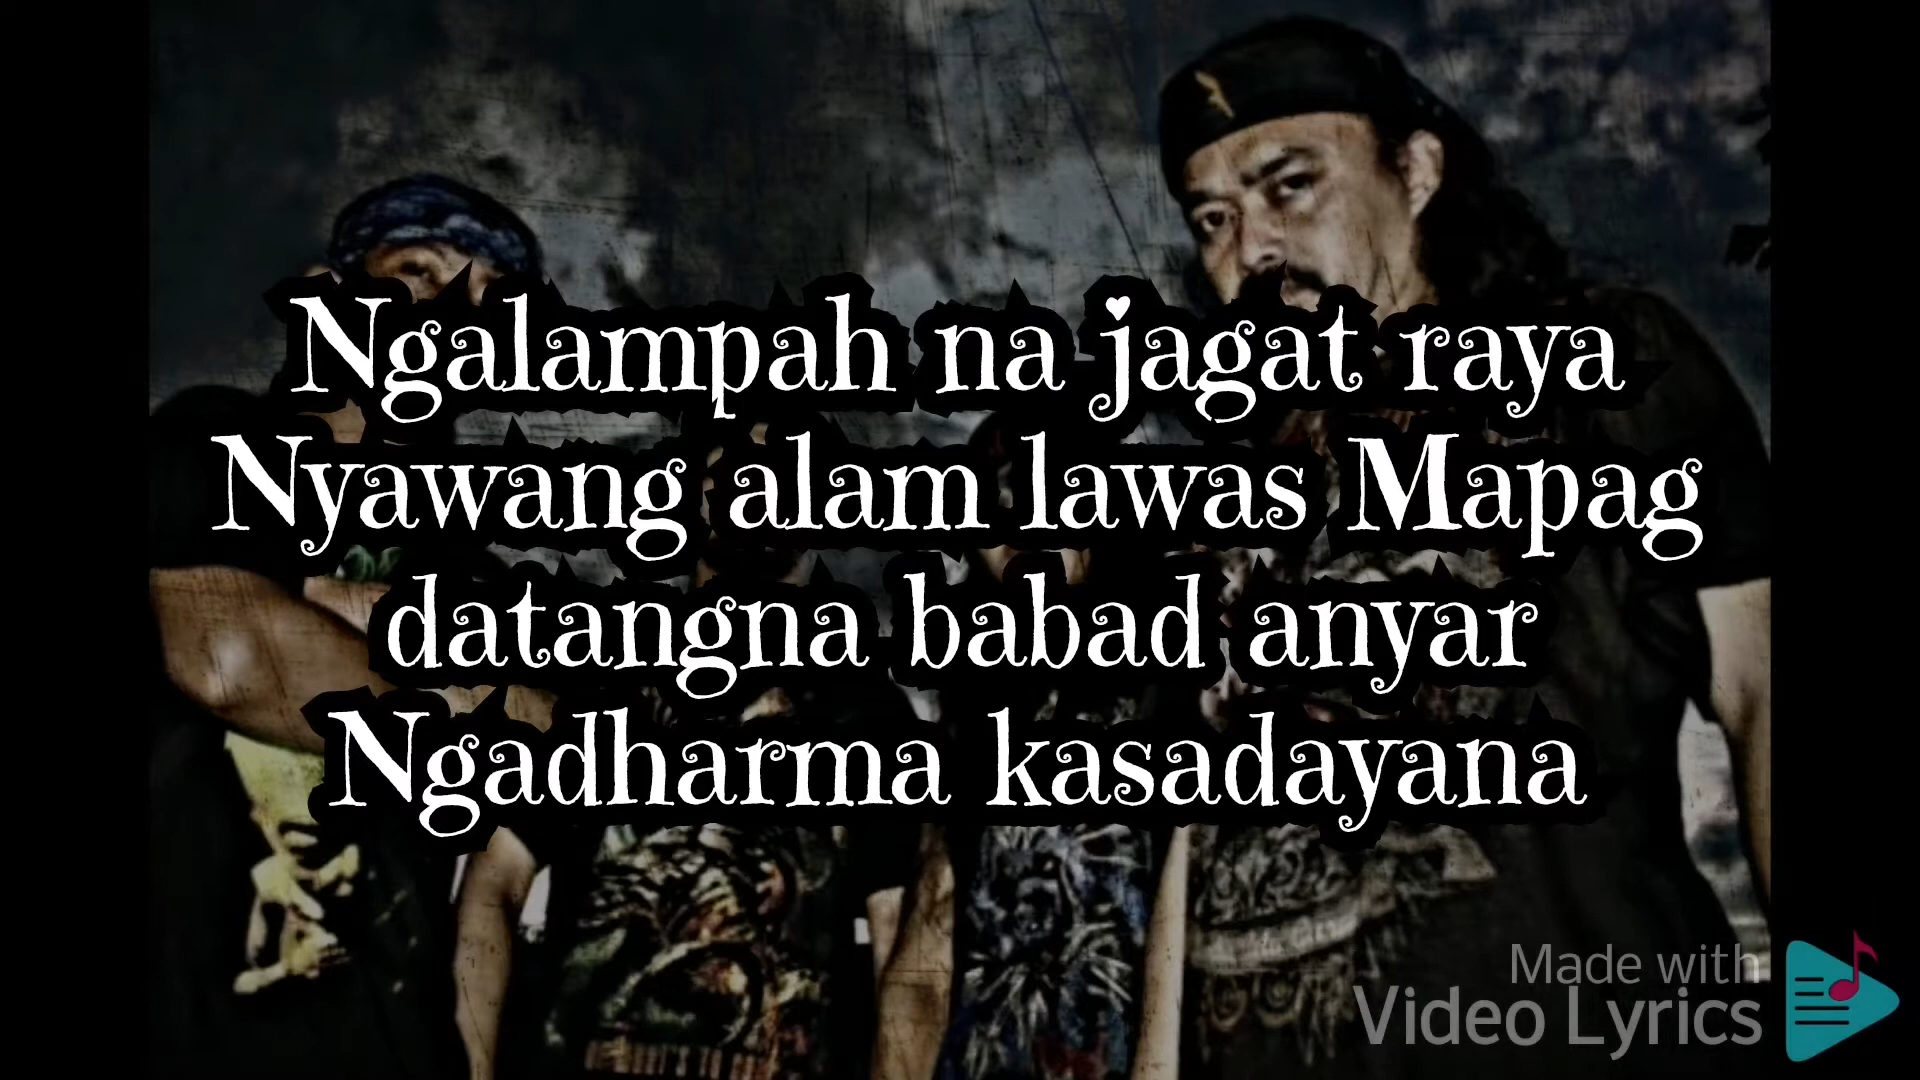 Ngalampah na jagat raya
Nyawang alam lawas Mapag
datangna babad anyar
Ngadharma kasadayana
Made with
Video Lyrics